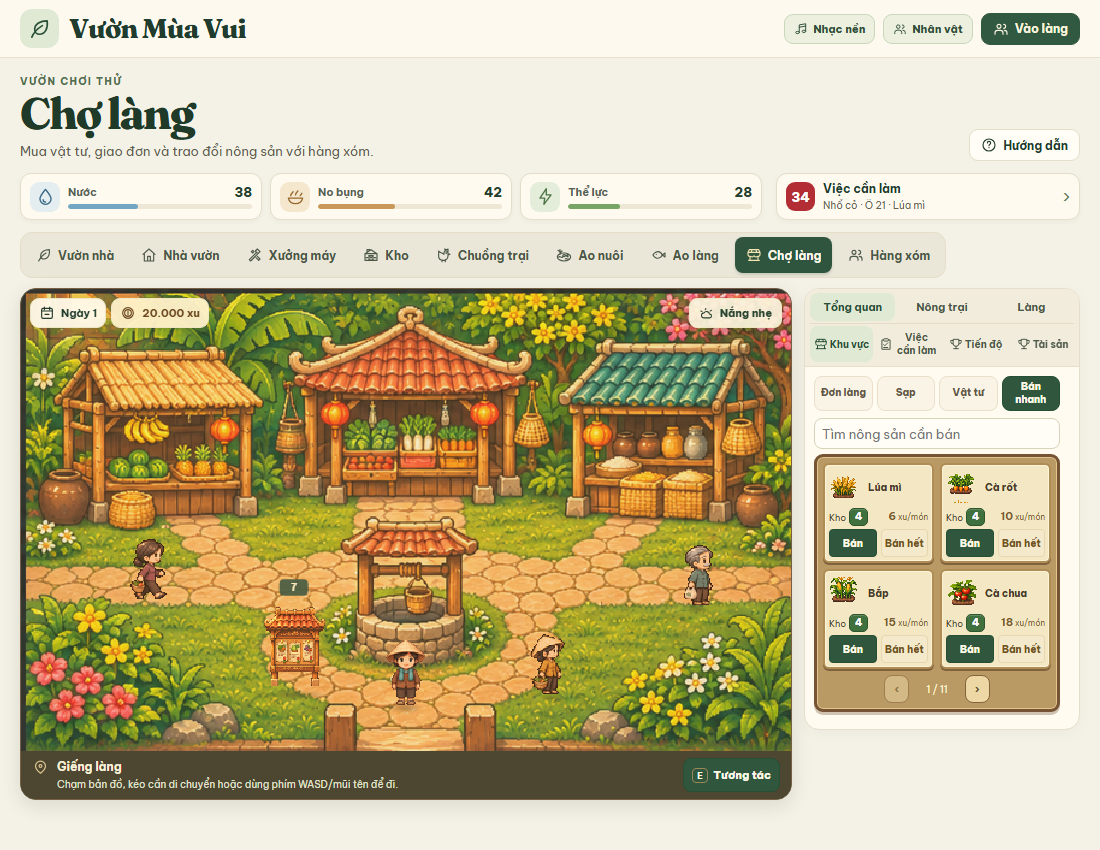 Vườn Mùa Vui
Nhạc nền
Nhân vật
Vào làng
VƯỜN CHƠI THỬ
Chợ làng
Mua vật tư, giao đơn và trao đổi nông sản với hàng xóm.
Hướng dẫn
Nước 38
No bụng 42
Thể lực 28
34 Việc cần làm
Nhổ cỏ · Ô 21 · Lúa mì
Vườn nhà
Nhà vườn
Xưởng máy
Kho
Chuồng trại
Ao nuôi
Ao làng
Chợ làng
Hàng xóm
Ngày 1
20.000 xu
Nắng nhẹ
7
Giếng làng
Chạm bản đồ, kéo cần di chuyển hoặc dùng phím WASD/mũi tên để đi.
E Tương tác
Tổng quan
Nông trại
Làng
Khu vực
Việc
cần làm
Tiến độ
Tài sản
Đơn làng
Sạp
Vật tư
Bán
nhanh
Tìm nông sản cần bán
Lúa mì
Kho 4 6 xu/món
Bán Bán hết
Cà rốt
Kho 4 10 xu/món
Bán Bán hết
Bắp
Kho 4 15 xu/món
Bán Bán hết
Cà chua
Kho 4 18 xu/món
Bán Bán hết
‹ 1 / 11 ›